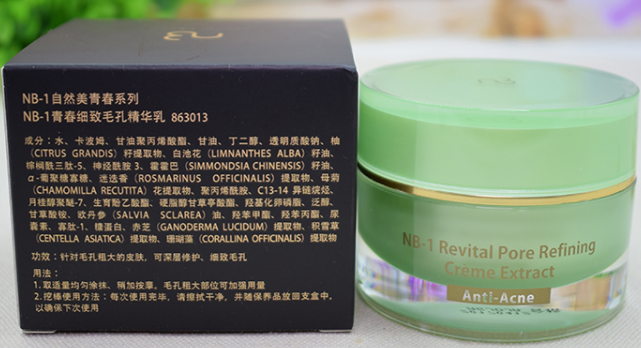 NB-1自然美青春系列
NB-1青春细致毛孔精华乳 863013
成分：水、卡波姆、甘油聚丙烯酸酯、甘油、丁二醇、透明质酸钠、柚
(CITRUS GRANDIS) 籽提取物、白池花 (LIMNANTHES ALBA) 籽油、
棕榈酰三肽-5、神经酰胺 3、霍霍巴 (SIMMONDSIA CHINENSIS) 籽油、
α-葡聚糖寡糖、迷迭香 (ROSMARINUS OFFICINALIS) 提取物、母菊
(CHAMOMILLA RECUTITA) 花提取物、聚丙烯酰胺、C13-14 异链烷烃、
月桂醇聚醚-7、生育酚乙酸酯、硬脂醇甘草亭酸酯、羟基化卵磷脂、泛醇、
甘草酸铵、欧丹参 (SALVIA SCLAREA) 油、羟苯甲酯、羟苯丙酯、尿
囊素、寡肽-1、檀蛋白、赤芝 (GANODERMA LUCIDUM) 提取物、积雪草
(CENTELLA ASIATICA) 提取物、珊瑚藻 (CORALLINA OFFICINALIS) 提取物
功效：针对毛孔粗大的皮肤，可深层修护、细致毛孔
用法：
1.取适量均匀涂抹，稍加按摩，毛孔粗大部位可加强用量
2.挖棒使用方法：每次使用完毕，请擦拭干净，并随保养品放回支盒中，
以确保下次使用
NB-1 Revital Pore Refining
Crème Extract
Anti-Acne